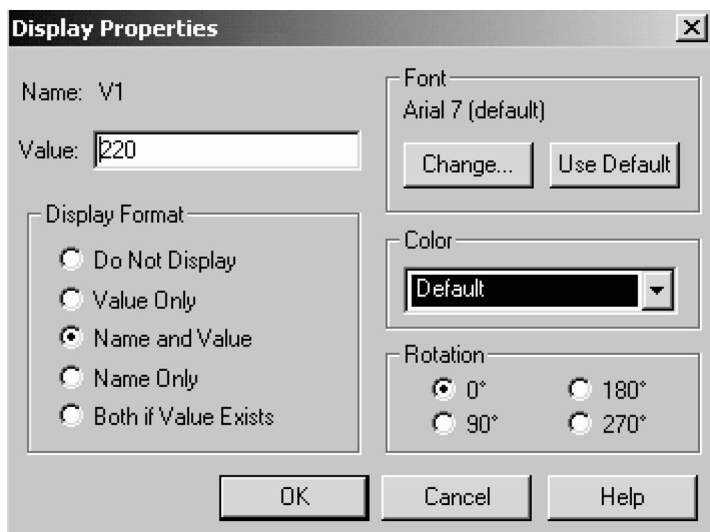 Display Properties
Name: V1
Value: 220
Display Format
Do Not Display
Value Only
Name and Value
Name Only
Both if Value Exists
Font
Arial 7 (default)
Change... Use Default
Color
Default
Rotation
0° 180°
90° 270°
OK Cancel Help